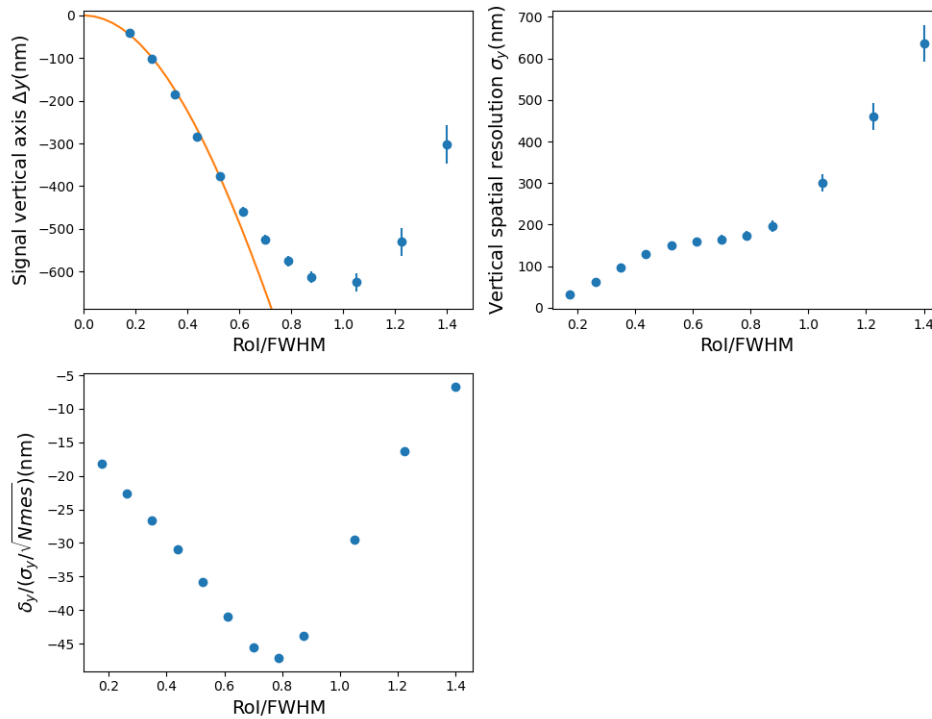 Signal vertical axis Δy(nm)
0
−100
−200
−300
−400
−500
−600
0.0 0.2 0.4 0.6 0.8 1.0 1.2 1.4
RoI/FWHM
Vertical spatial resolution σ_y(nm)
700
600
500
400
300
200
100
0
0.2 0.4 0.6 0.8 1.0 1.2 1.4
RoI/FWHM
δ_y/(σ_y/√Nmes)(nm)
−5
−10
−15
−20
−25
−30
−35
−40
−45
0.2 0.4 0.6 0.8 1.0 1.2 1.4
RoI/FWHM